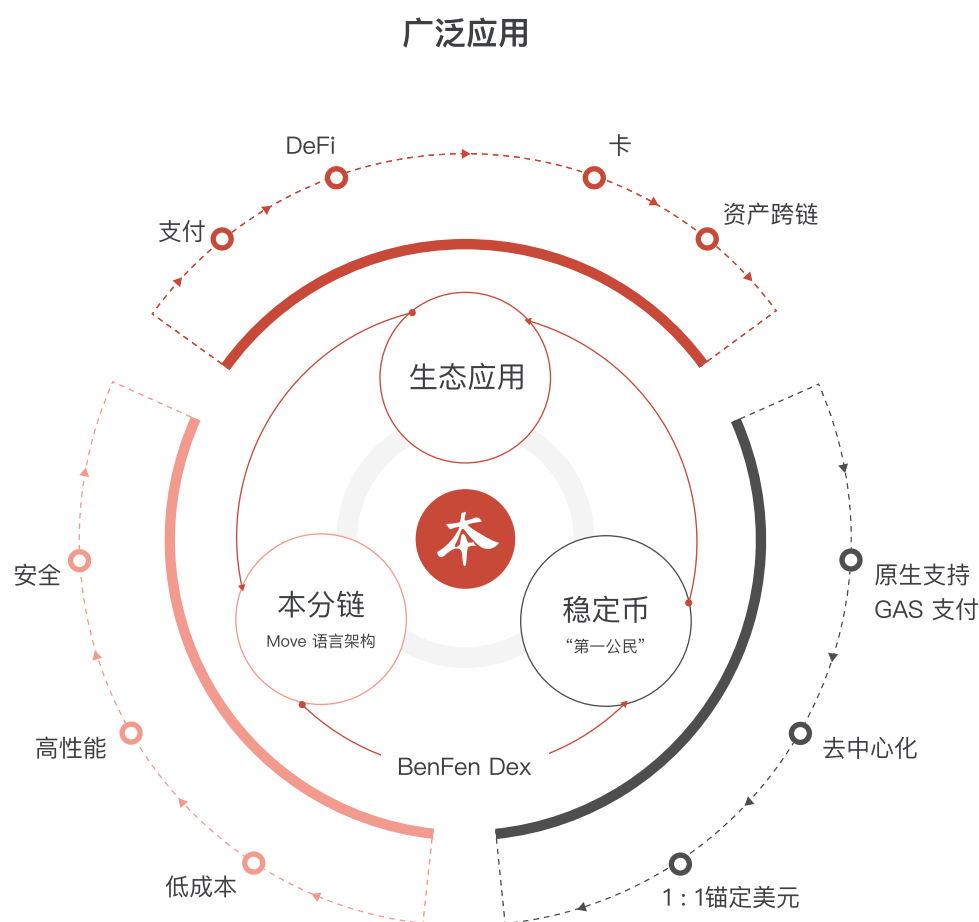 广泛应用
DeFi
卡
支付
资产跨链
生态应用
本
安全
本分链
Move 语言架构
稳定币
“第一公民”
原生支持
GAS 支付
高性能
去中心化
BenFen Dex
低成本
1 : 1锚定美元